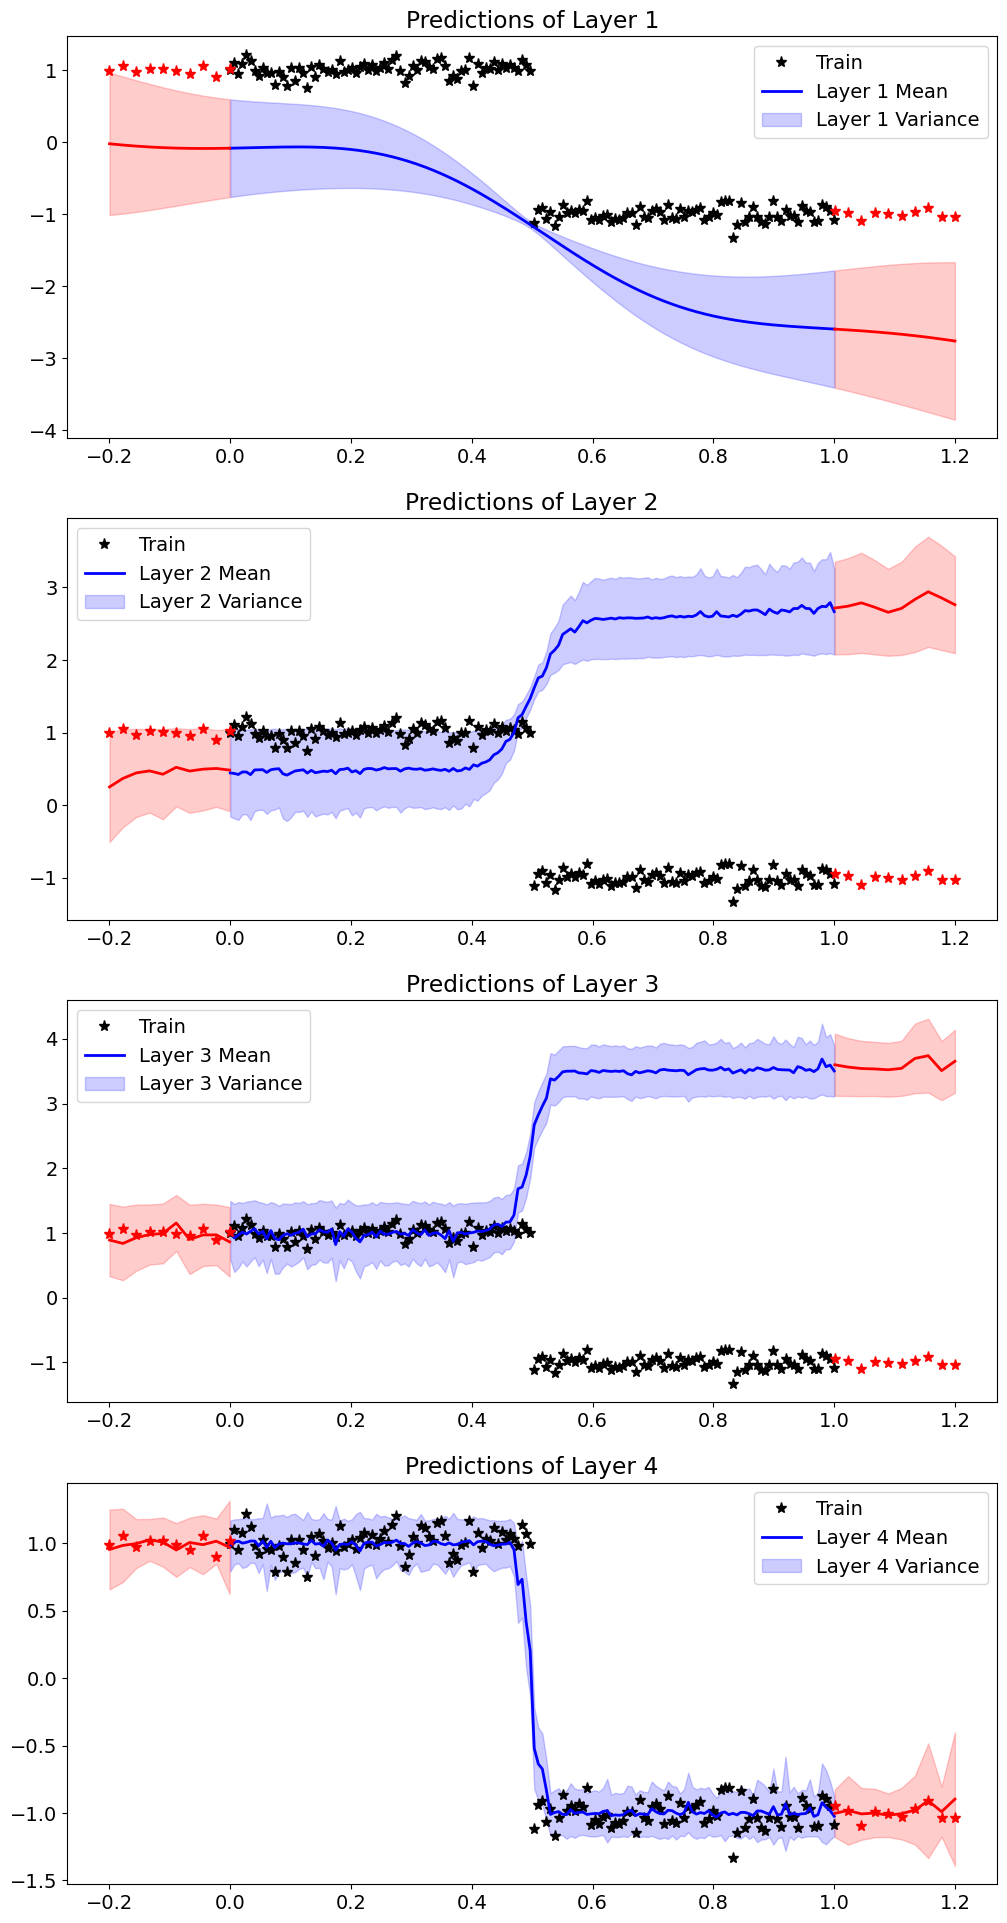 Predictions of Layer 1
1
0
−1
−2
−3
−4
Train
Layer 1 Mean
Layer 1 Variance
−0.2 0.0 0.2 0.4 0.6 0.8 1.0 1.2
Predictions of Layer 2
Train
Layer 2 Mean
Layer 2 Variance
3
2
1
0
−1
−0.2 0.0 0.2 0.4 0.6 0.8 1.0 1.2
Predictions of Layer 3
Train
Layer 3 Mean
Layer 3 Variance
4
3
2
1
0
−1
−0.2 0.0 0.2 0.4 0.6 0.8 1.0 1.2
Predictions of Layer 4
Train
Layer 4 Mean
Layer 4 Variance
1.0
0.5
0.0
−0.5
−1.0
−1.5
−0.2 0.0 0.2 0.4 0.6 0.8 1.0 1.2